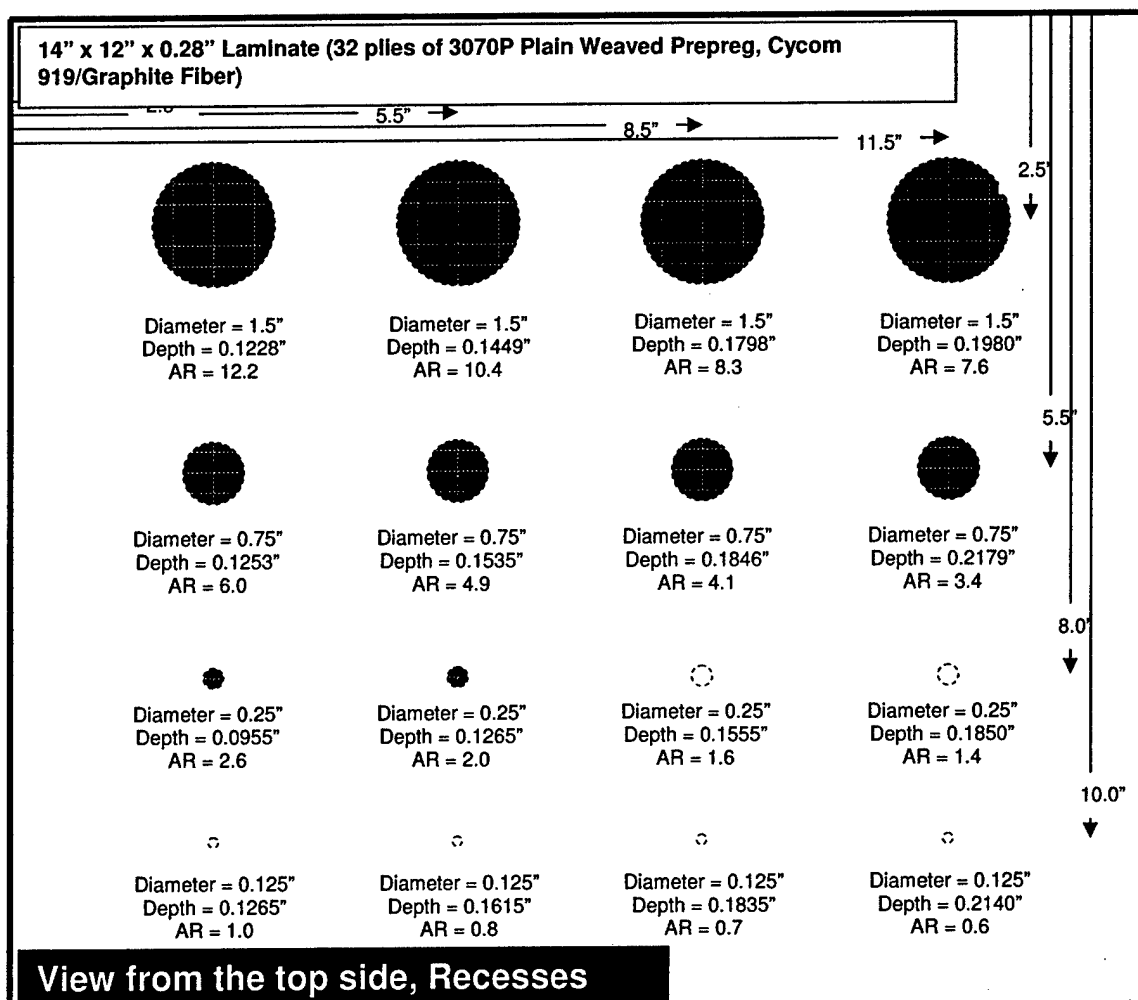 14” x 12” x 0.28” Laminate (32 plies of 3070P Plain Weaved Prepreg, Cycom
919/Graphite Fiber)
5.5”
8.5”
11.5”
2.5'
Diameter = 1.5” Diameter = 1.5” Diameter = 1.5” Diameter = 1.5”
Depth = 0.1228” Depth = 0.1449” Depth = 0.1798” Depth = 0.1980”
AR = 12.2 AR = 10.4 AR = 8.3 AR = 7.6
5.5”
Diameter = 0.75” Diameter = 0.75” Diameter = 0.75” Diameter = 0.75”
Depth = 0.1253” Depth = 0.1535” Depth = 0.1846” Depth = 0.2179”
AR = 6.0 AR = 4.9 AR = 4.1 AR = 3.4
8.0'
Diameter = 0.25” Diameter = 0.25” Diameter = 0.25” Diameter = 0.25”
Depth = 0.0955” Depth = 0.1265” Depth = 0.1555” Depth = 0.1850”
AR = 2.6 AR = 2.0 AR = 1.6 AR = 1.4
10.0”
Diameter = 0.125” Diameter = 0.125” Diameter = 0.125” Diameter = 0.125”
Depth = 0.1265” Depth = 0.1615” Depth = 0.1835” Depth = 0.2140”
AR = 1.0 AR = 0.8 AR = 0.7 AR = 0.6
View from the top side, Recesses